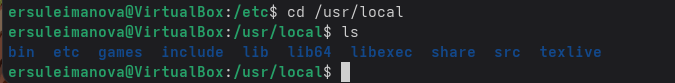 ersuleimanova@VirtualBox:/etc$ cd /usr/local
ersuleimanova@VirtualBox:/usr/local$ ls
bin etc games include lib lib64 libexec share src texlive
ersuleimanova@VirtualBox:/usr/local$